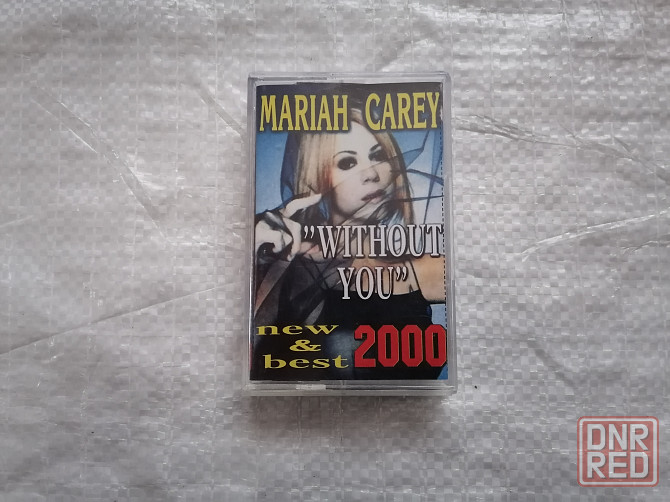 MARIAH CAREY
"WITHOUT
YOU"
new
&
best 2000
DNR
RED